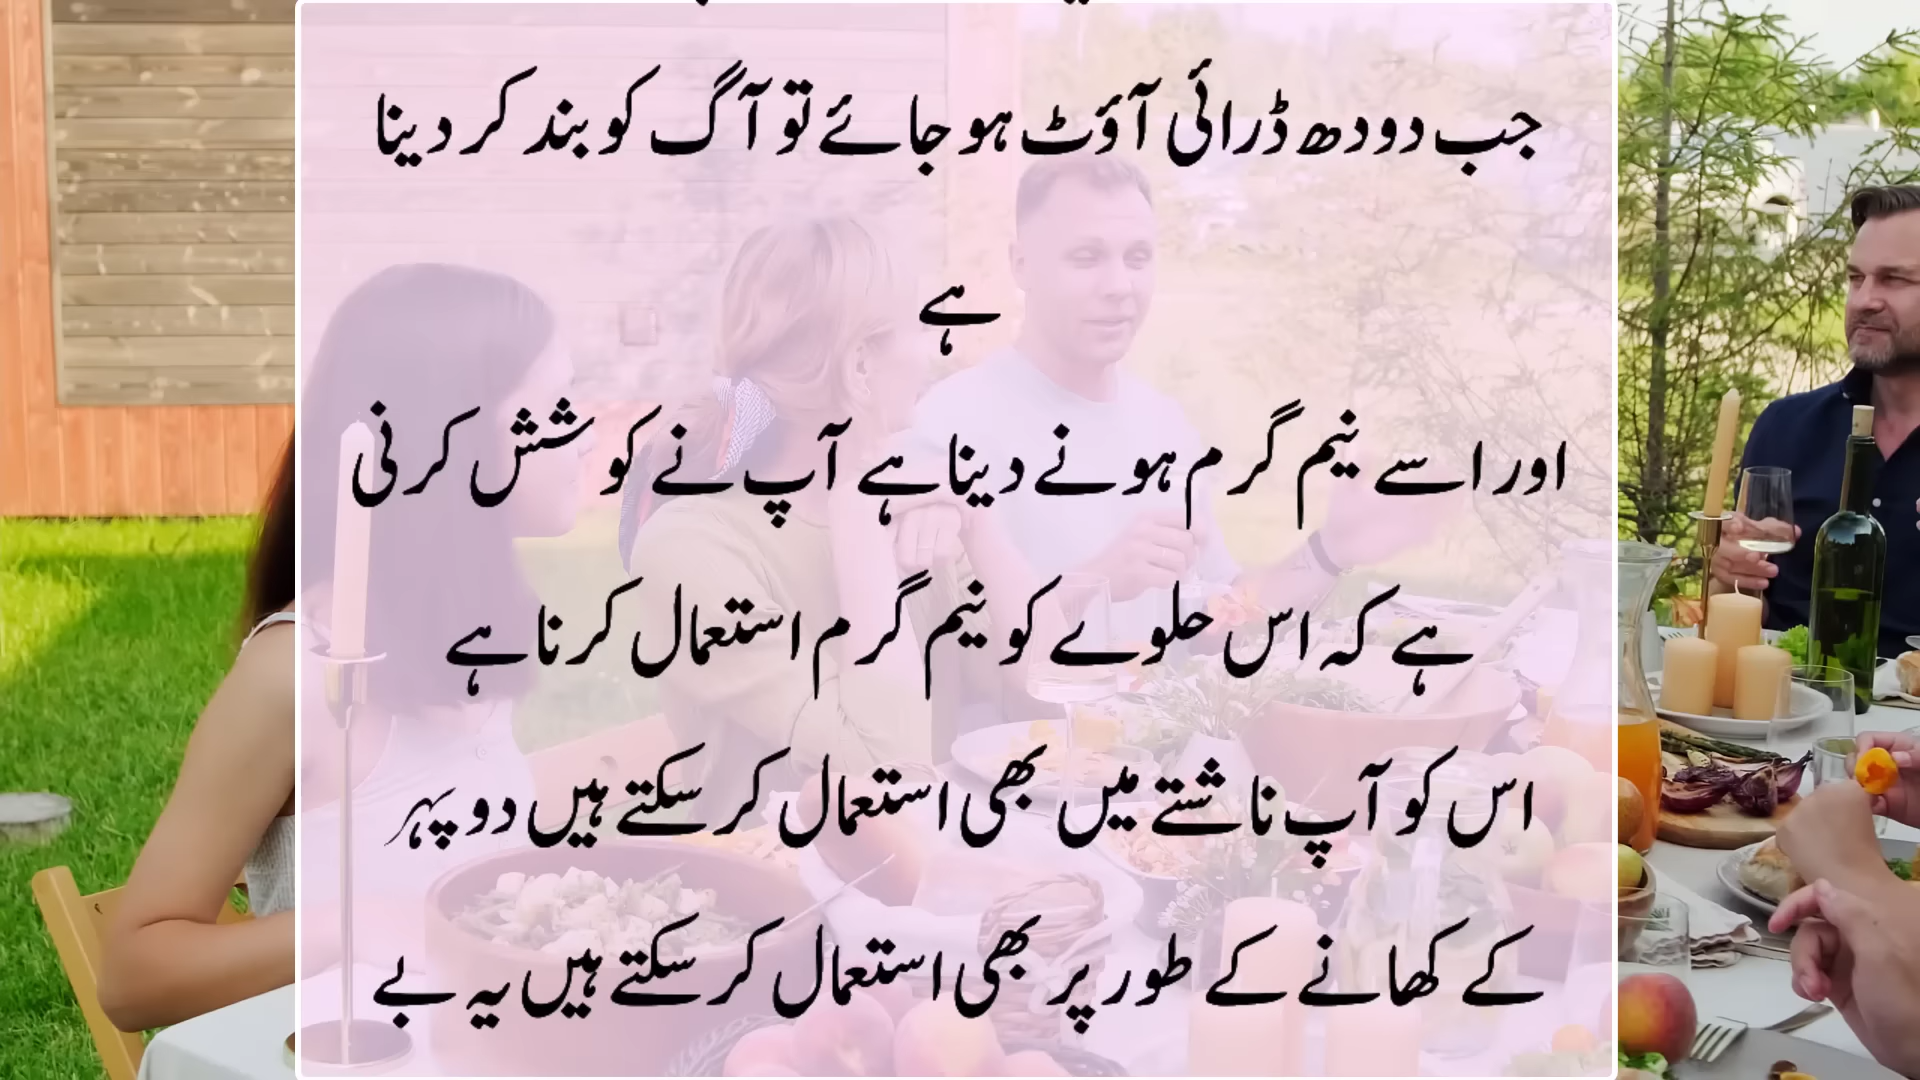 جب دودھ ڈرائی آؤٹ ہو جائے تو آگ کو بند کر دینا
ہے
اور اسے نیم گرم ہونے دینا ہے آپ نے کوشش کرنی
ہے کہ اس حلوے کو نیم گرم استعمال کرنا ہے
اس کو آپ ناشتے میں بھی استعمال کر سکتے ہیں دوپہر
کے کھانے کے طور پر بھی استعمال کر سکتے ہیں یہ بے